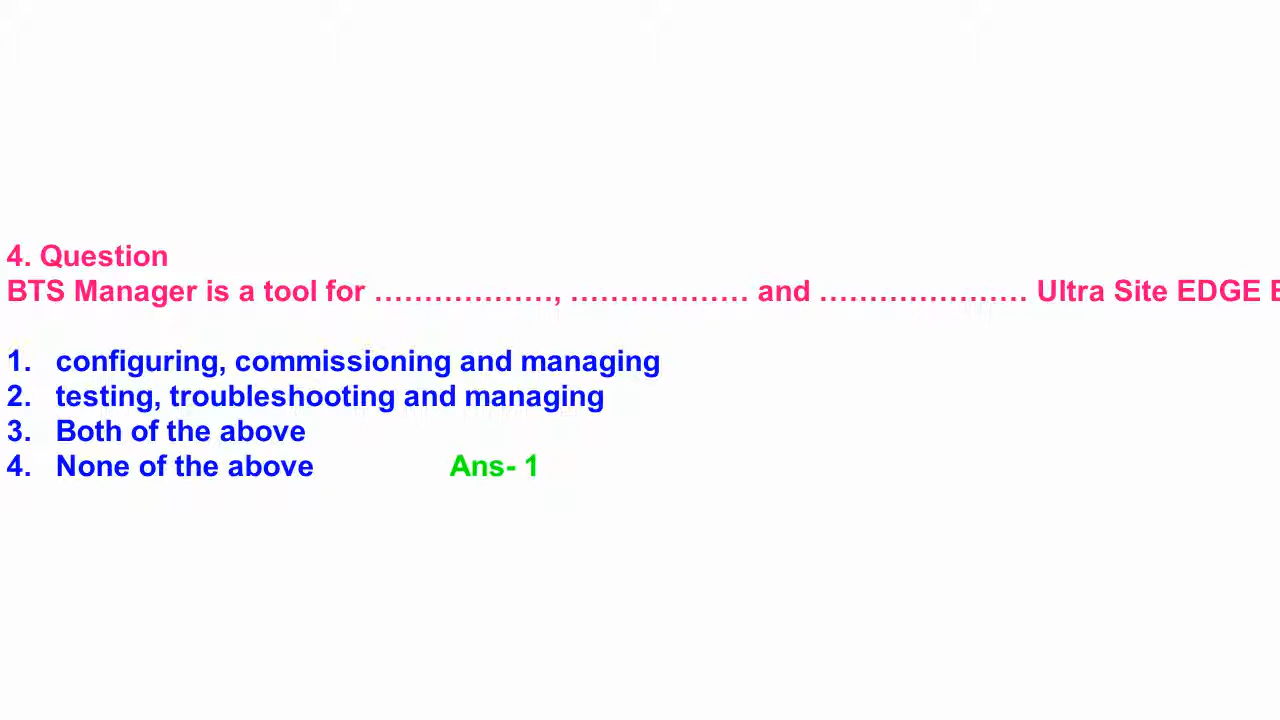 4. Question
BTS Manager is a tool for ………………, ……………… and ………………… Ultra Site EDGE
1. configuring, commissioning and managing
2. testing, troubleshooting and managing
3. Both of the above
4. None of the above Ans- 1